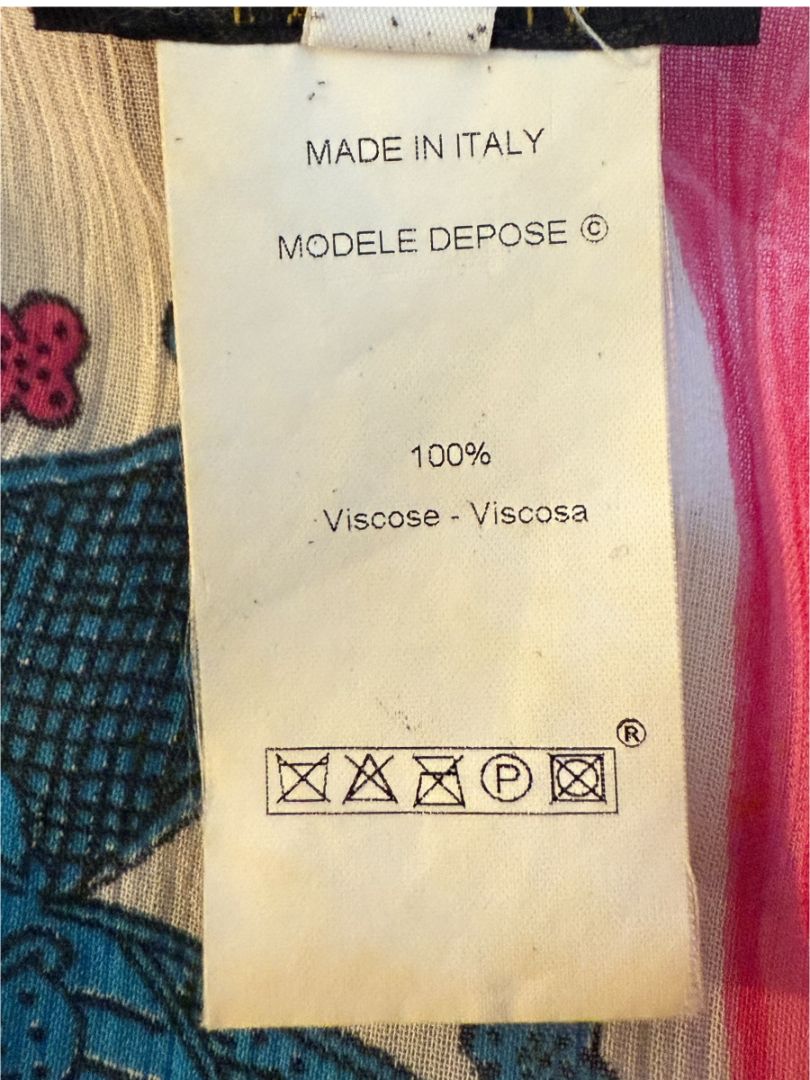 MADE IN ITALY
MODELE DEPOSE ©
100%
Viscose - Viscosa
®
P